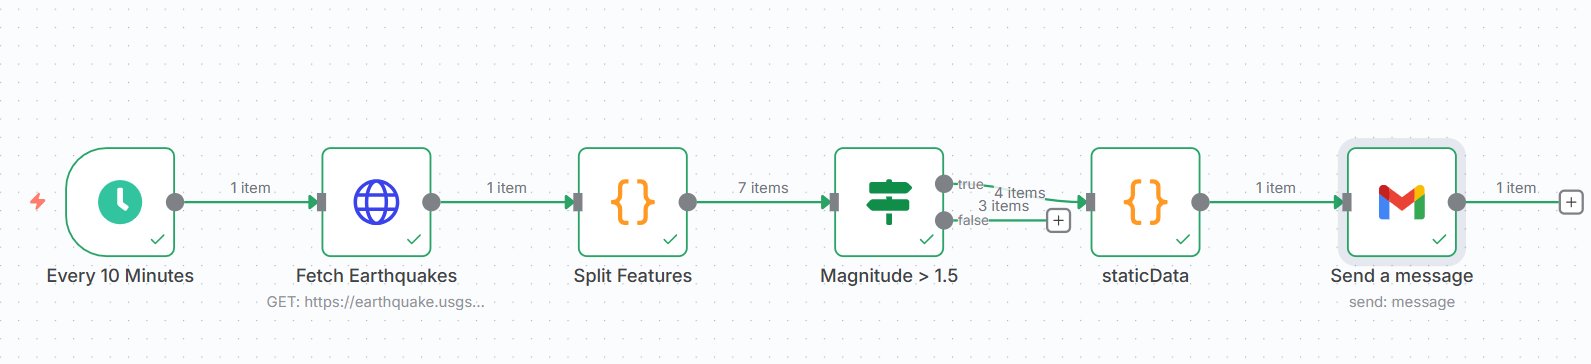 1 item
1 item
7 items
true
4 items
3 items
false
1 item
1 item
Every 10 Minutes
Fetch Earthquakes
GET: https://earthquake.usgs...
Split Features
Magnitude > 1.5
staticData
Send a message
send: message